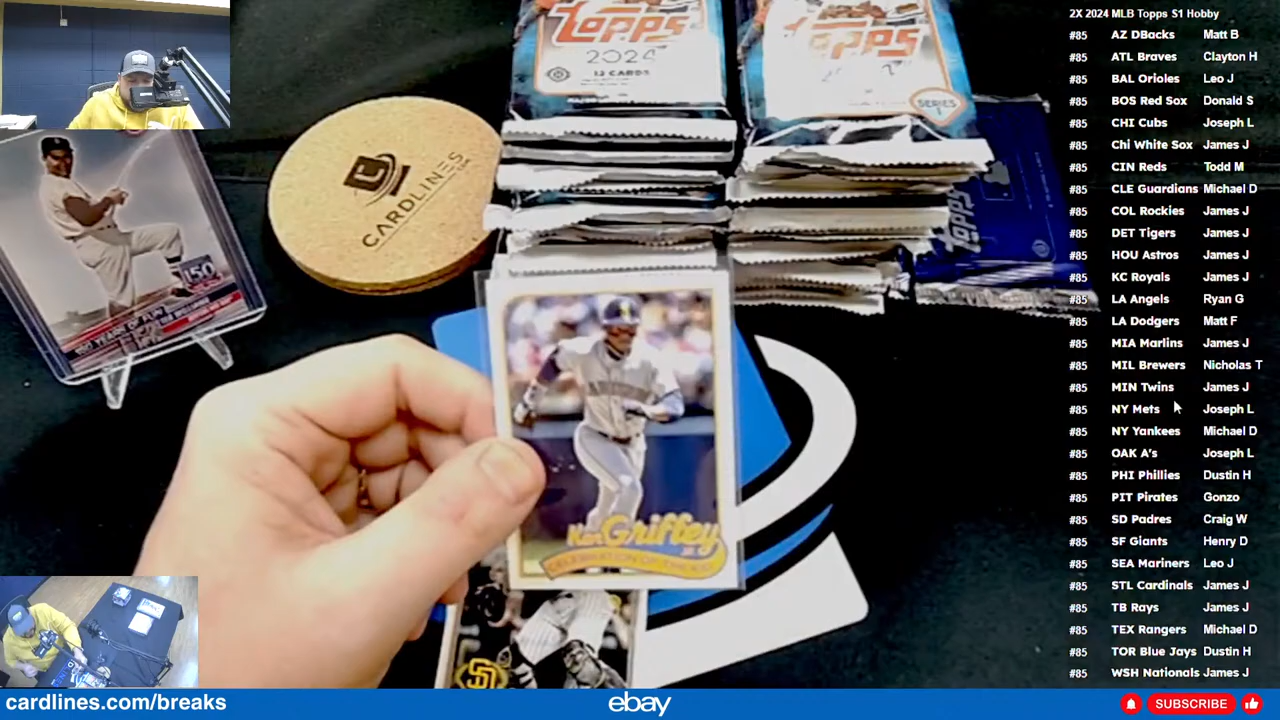 2X 2024 MLB Topps S1 Hobby
#85 AZ DBacks Matt B
#85 ATL Braves Clayton H
#85 BAL Orioles Leo J
#85 BOS Red Sox Donald S
#85 CHI Cubs Joseph L
#85 Chi White Sox James J
#85 CIN Reds Todd M
#85 CLE Guardians Michael D
#85 COL Rockies James J
#85 DET Tigers James J
#85 HOU Astros James J
#85 KC Royals James J
#85 LA Angels Ryan G
#85 LA Dodgers Matt F
#85 MIA Marlins James J
#85 MIL Brewers Nicholas T
#85 MIN Twins James J
#85 NY Mets Joseph L
#85 NY Yankees Michael D
#85 OAK A's Joseph L
#85 PHI Phillies Dustin H
#85 PIT Pirates Gonzo
#85 SD Padres Craig W
#85 SF Giants Henry D
#85 SEA Mariners Leo J
#85 STL Cardinals James J
#85 TB Rays James J
#85 TEX Rangers Michael D
#85 TOR Blue Jays Dustin H
#85 WSH Nationals James J
Topps
2024
12 CARDS
Topps
SERIES 1
Topps
CARDLINES
150
Ken Griffey Jr.
SD
cardlines.com/breaks
ebay
SUBSCRIBE